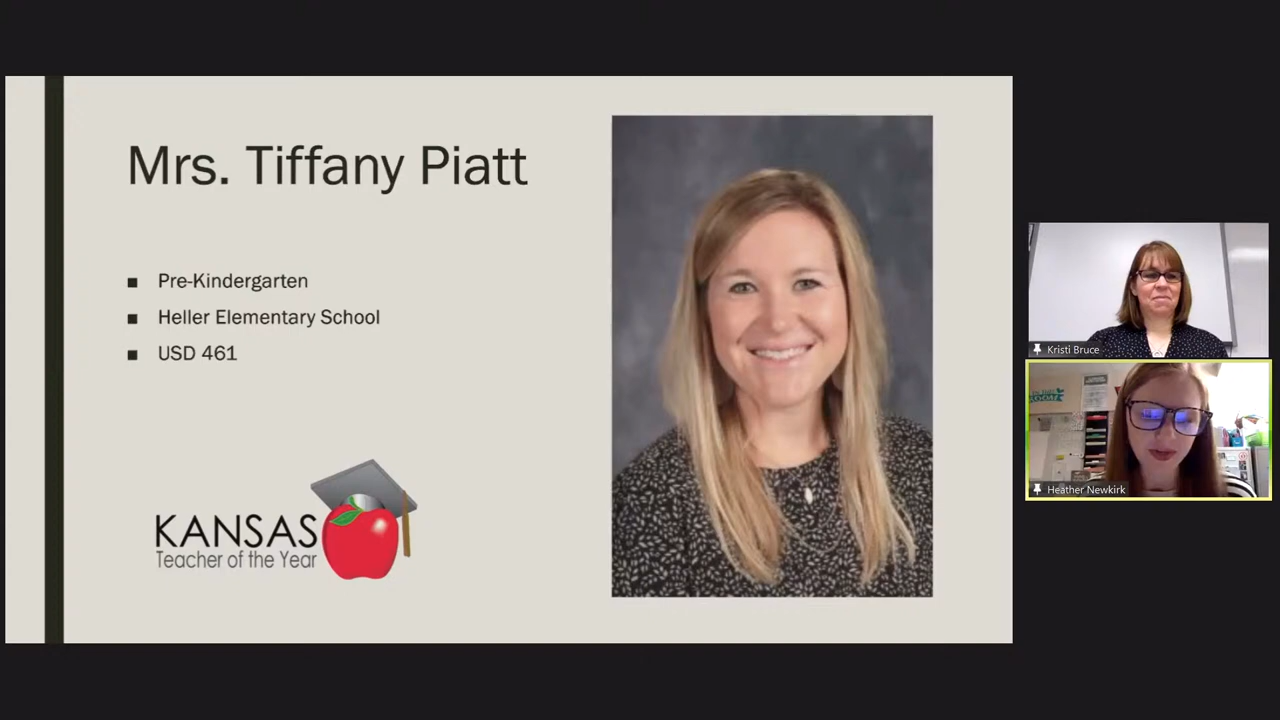 Mrs. Tiffany Piatt
Pre-Kindergarten
Heller Elementary School
USD 461
KANSAS
Teacher of the Year
Kristi Bruce
Heather Newkirk